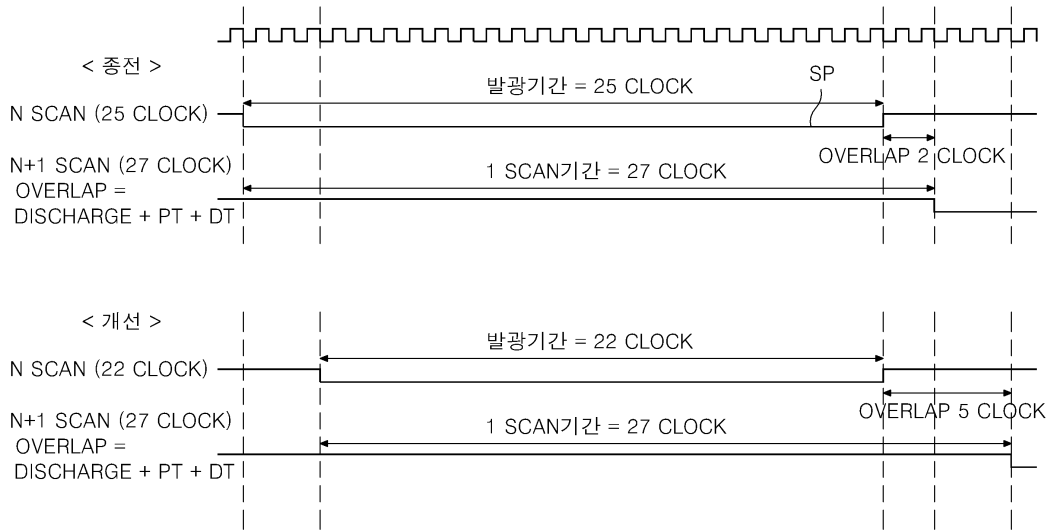 < 종전 >
발광기간 = 25 CLOCK
SP
N SCAN (25 CLOCK)
OVERLAP 2 CLOCK
N+1 SCAN (27 CLOCK)
1 SCAN기간 = 27 CLOCK
OVERLAP =
DISCHARGE + PT + DT
< 개선 >
발광기간 = 22 CLOCK
N SCAN (22 CLOCK)
OVERLAP 5 CLOCK
N+1 SCAN (27 CLOCK)
1 SCAN기간 = 27 CLOCK
OVERLAP =
DISCHARGE + PT + DT